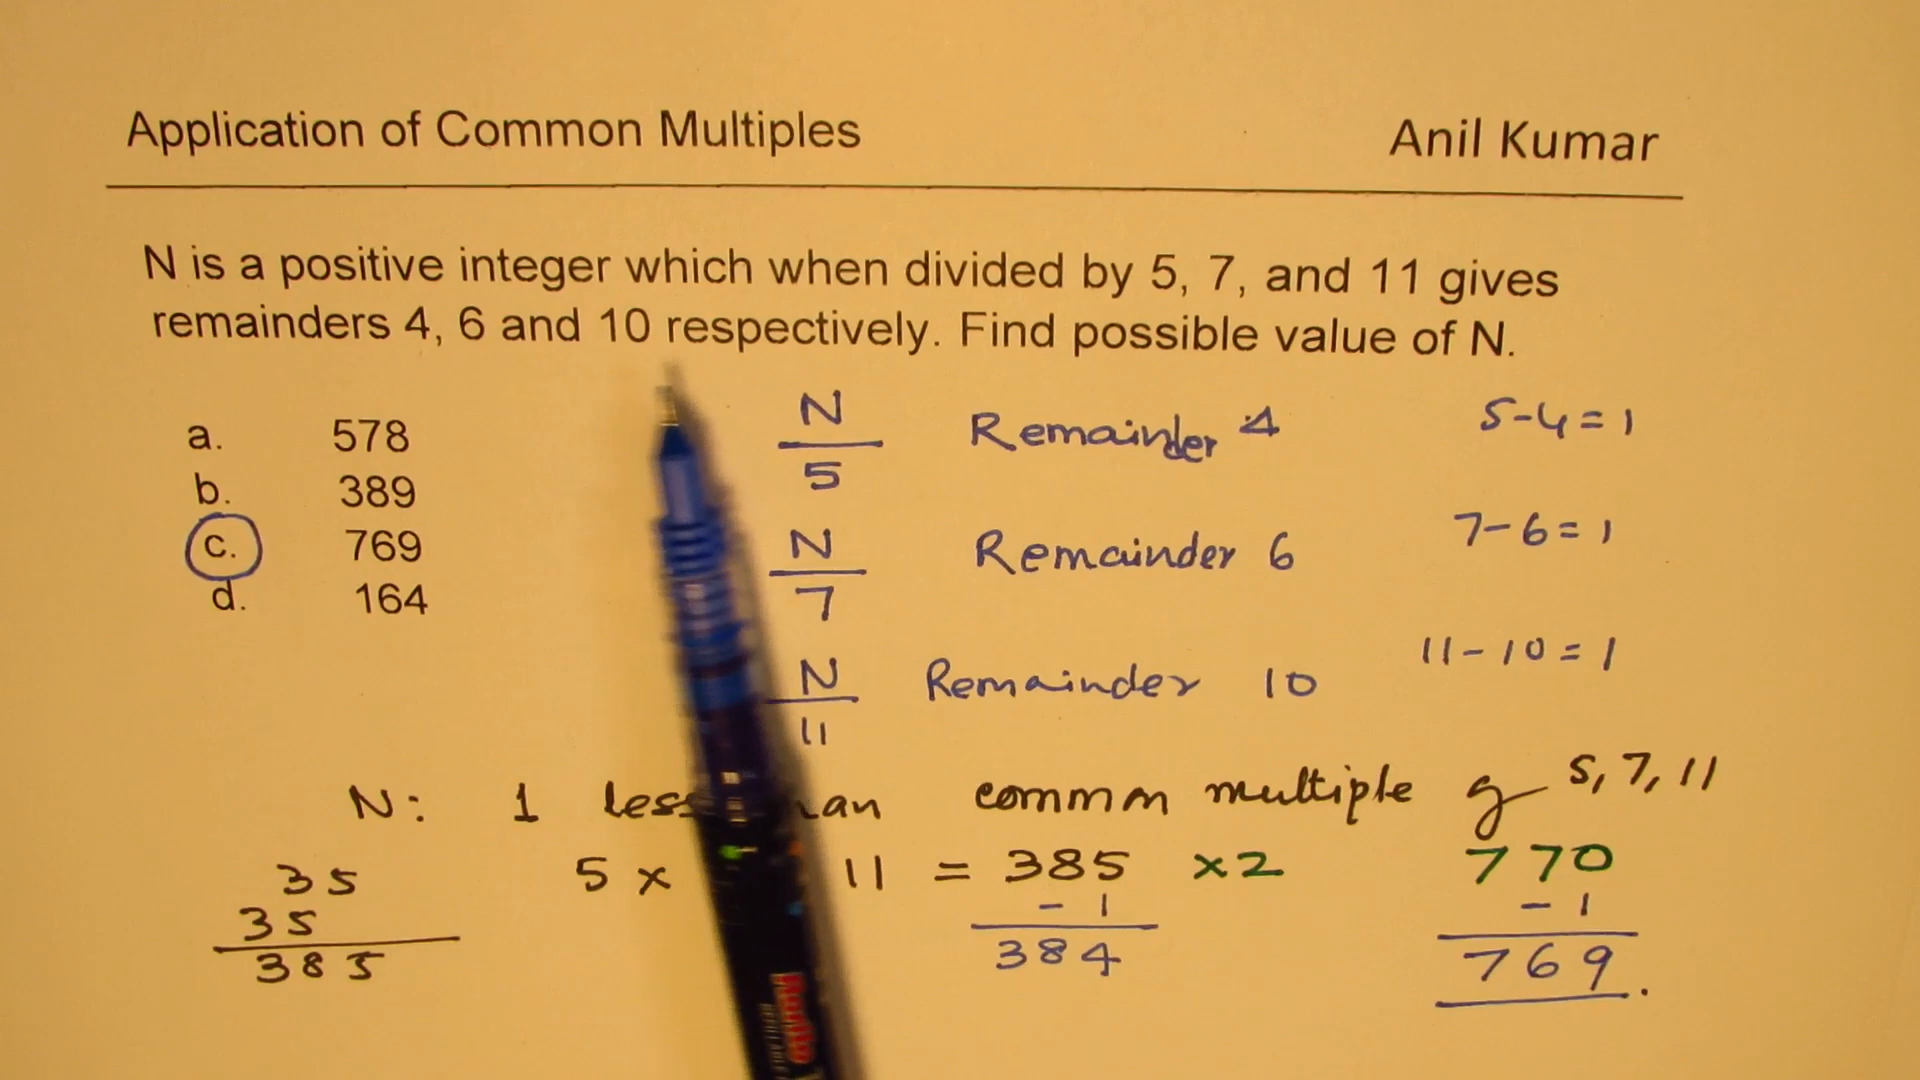 Application of Common Multiples Anil Kumar
N is a positive integer which when divided by 5, 7, and 11 gives
remainders 4, 6 and 10 respectively. Find possible value of N.
a. 578
b. 389
c. 769
d. 164
N/5 Remainder 4 5-4=1
N/7 Remainder 6 7-6=1
N/11 Remainder 10 11-10=1
N: 1 less common multiple of 5, 7, 11
5 x 11 = 385 x2 770
- 1 - 1
384 769.
35
35
385